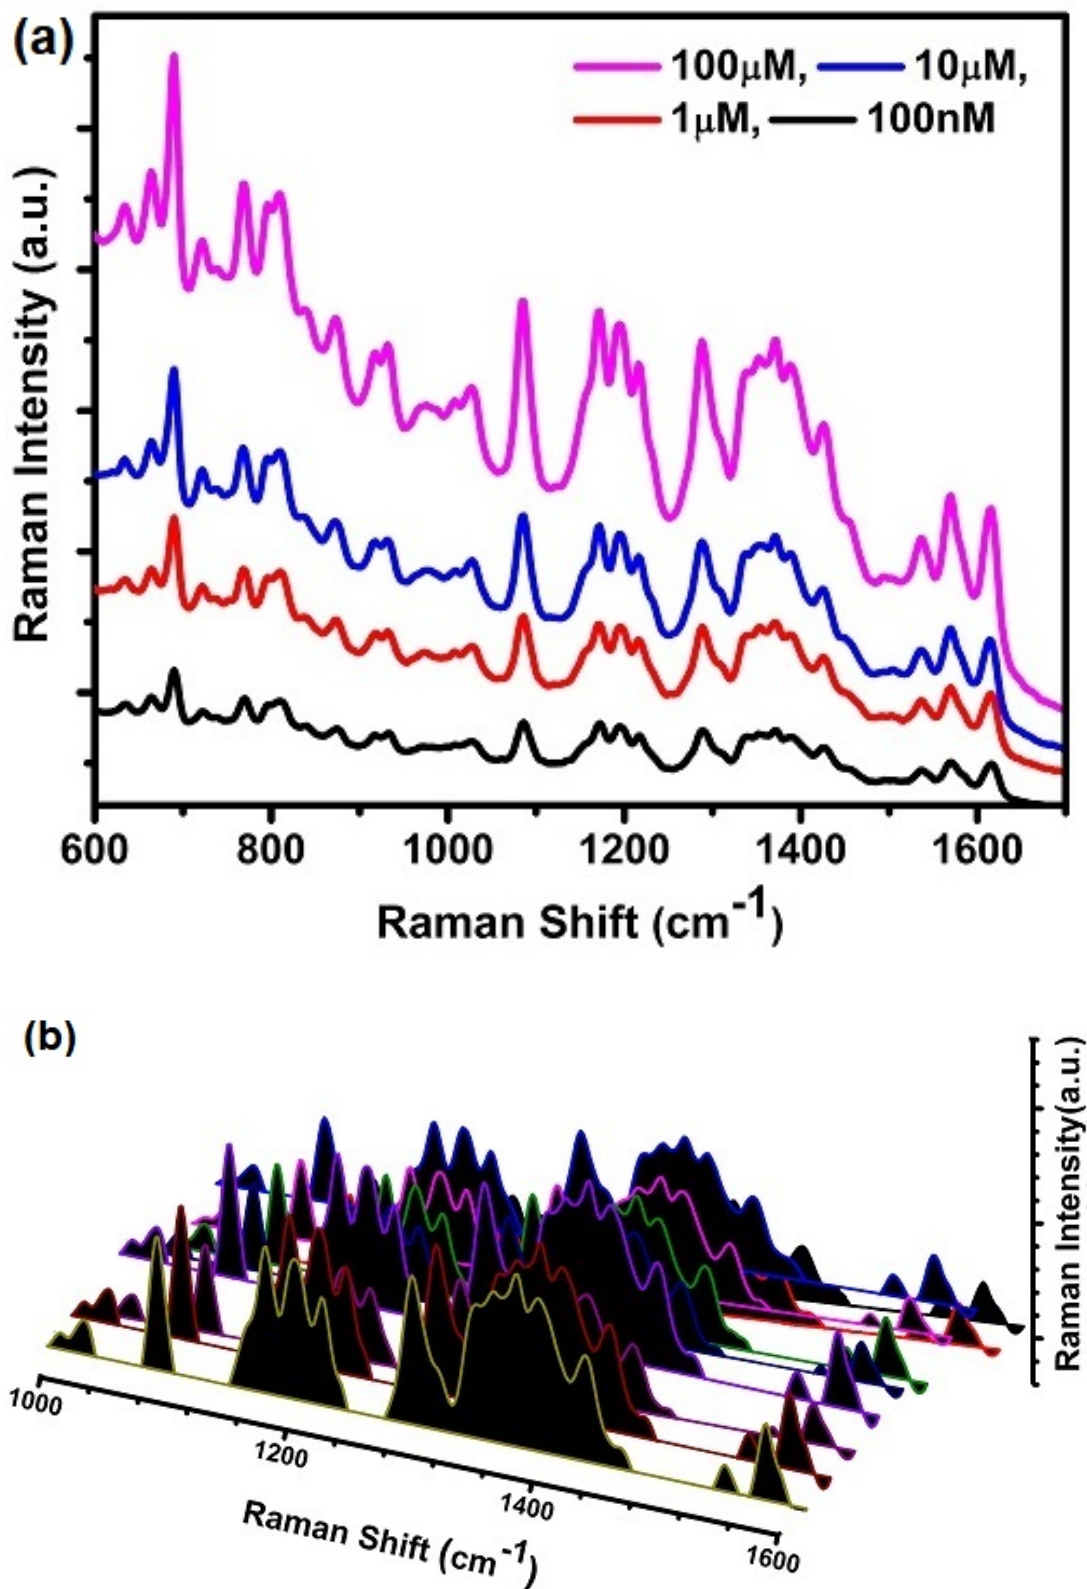 (a)
100μM, 10μM,
1μM, 100nM
Raman Intensity (a.u.)
600 800 1000 1200 1400 1600
Raman Shift (cm-1)
(b)
Raman Intensity(a.u.)
1000
1200
1400
1600
Raman Shift (cm-1)